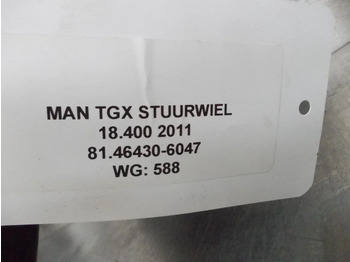 MAN TGX STUURWIEL
18.400 2011
81.46430-6047
WG: 588